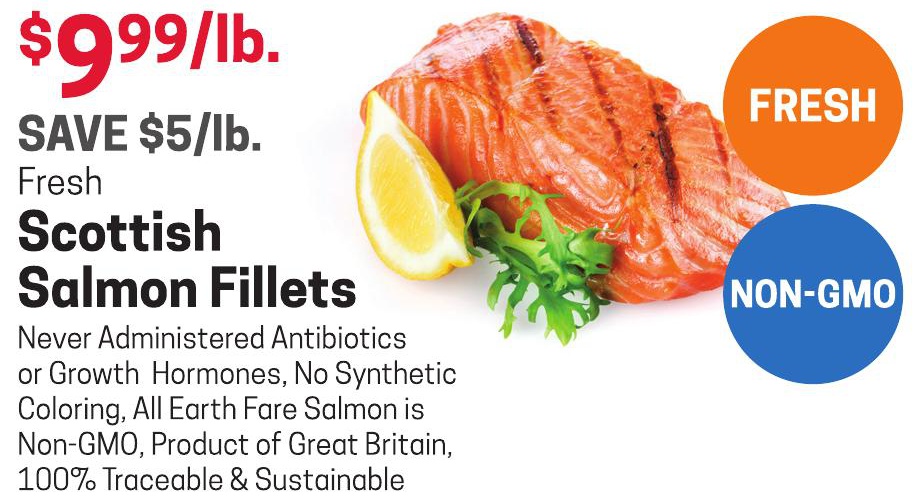 $9.99/lb.
SAVE $5/lb.
Fresh
Scottish
Salmon Fillets
Never Administered Antibiotics
or Growth Hormones, No Synthetic
Coloring, All Earth Fare Salmon is
Non-GMO, Product of Great Britain,
100% Traceable & Sustainable
FRESH
NON-GMO